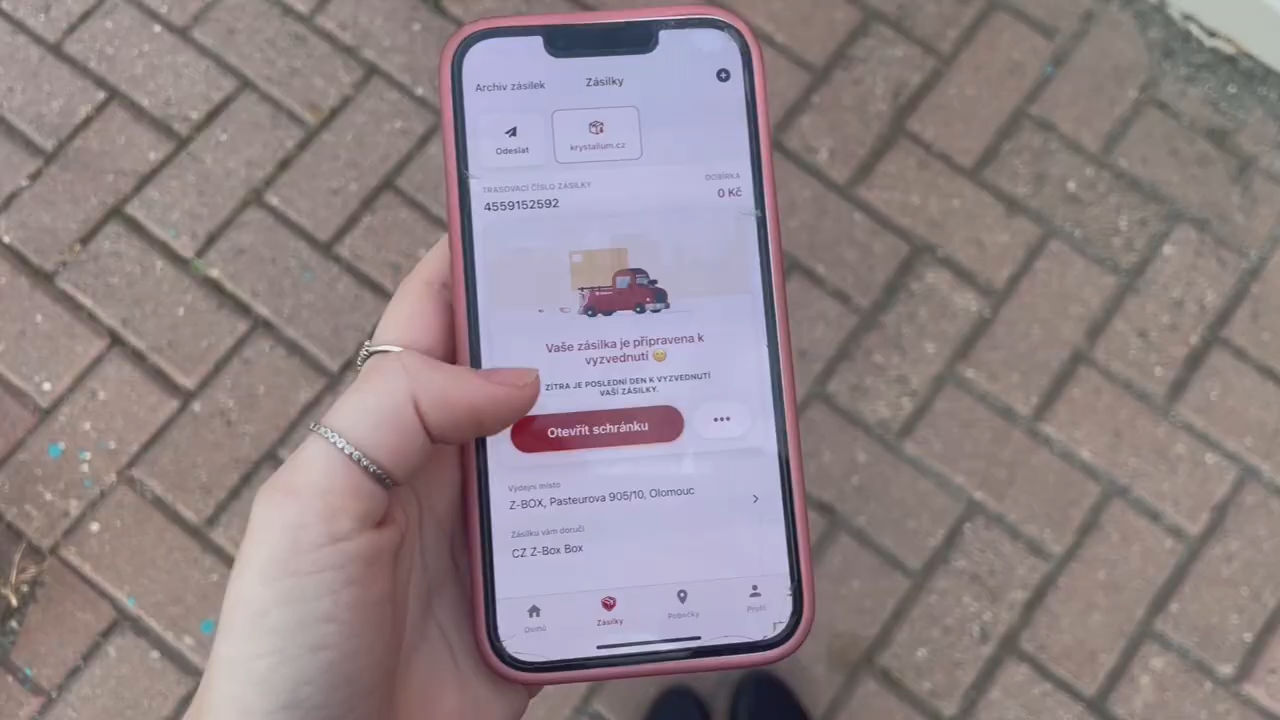 Archiv zásilek
Zásilky
Odeslat
krystalium.cz
TRASOVACÍ ČÍSLO ZÁSILKY
DOBÍRKA
4559152592
0 Kč
Vaše zásilka je připravena k
vyzvednutí 😊
ZÍTRA JE POSLEDNÍ DEN K VYZVEDNUTÍ
VAŠÍ ZÁSILKY.
Otevřít schránku
Výdejní místo
Z-BOX, Pasteurova 905/10, Olomouc
Zásilku vám doručí
CZ Z-Box Box
Domů
Zásilky
Pobočky
Profil